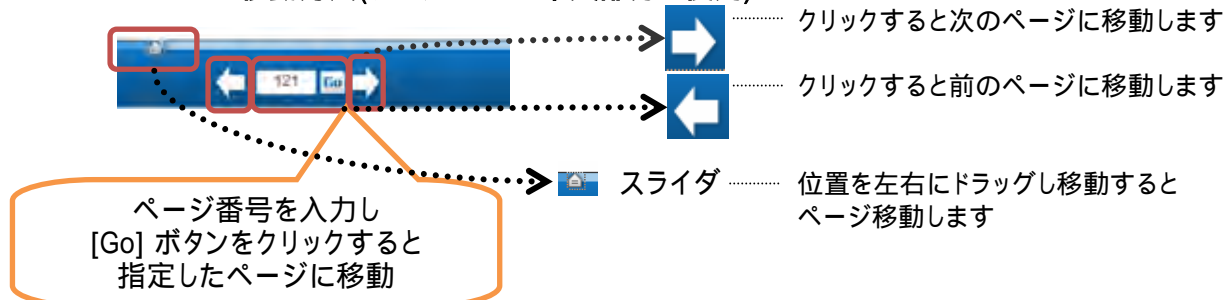 クリックすると次のページに移動します
121 Go
クリックすると前のページに移動します
スライダ
位置を左右にドラッグし移動すると
ページ移動します
ページ番号を入力し
[Go] ボタンをクリックすると
指定したページに移動